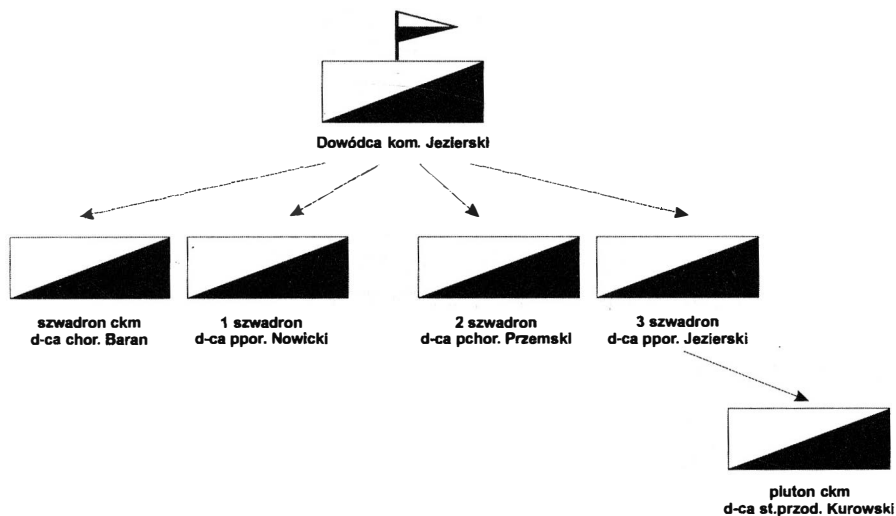 Dowódca kom. Jezierski
szwadron ckm
d-ca chor. Baran
1 szwadron
d-ca ppor. Nowicki
2 szwadron
d-ca pchor. Przemski
3 szwadron
d-ca ppor. Jezierski
pluton ckm
d-ca st.przod. Kurowski